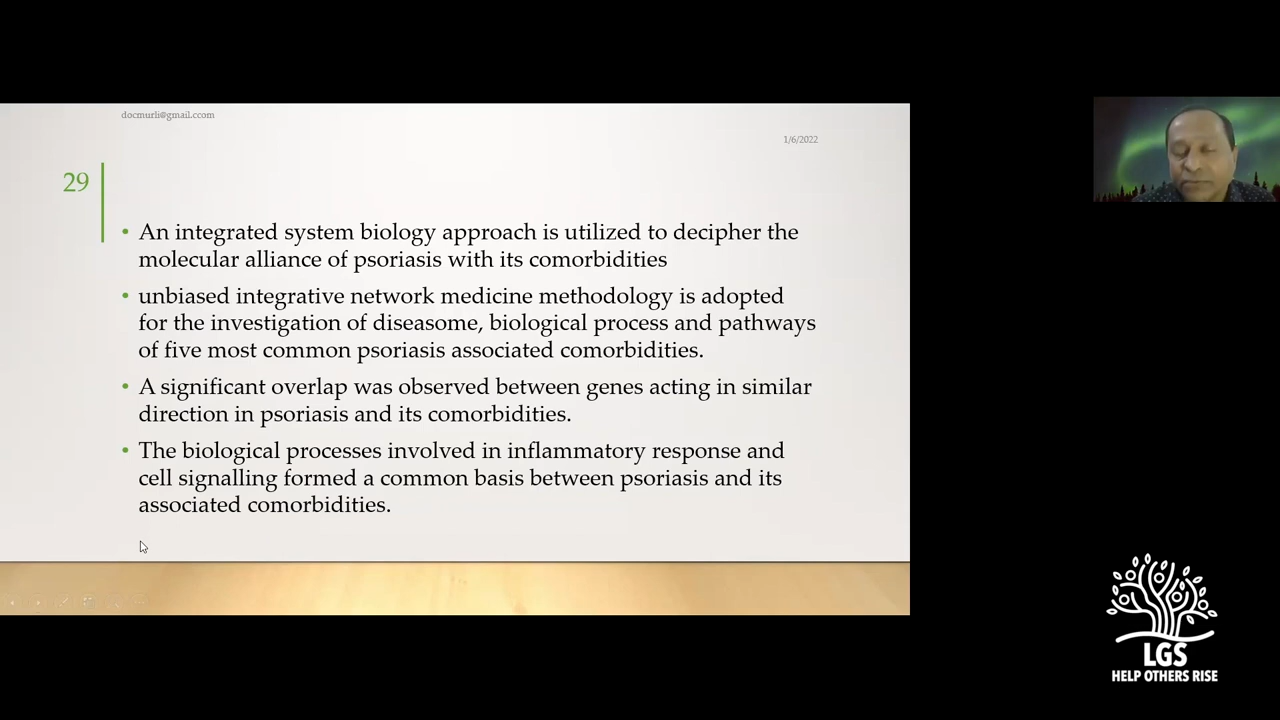 docmurli@gmail.ccom
1/6/2022
29
• An integrated system biology approach is utilized to decipher the
molecular alliance of psoriasis with its comorbidities
• unbiased integrative network medicine methodology is adopted
for the investigation of diseasome, biological process and pathways
of five most common psoriasis associated comorbidities.
• A significant overlap was observed between genes acting in similar
direction in psoriasis and its comorbidities.
• The biological processes involved in inflammatory response and
cell signalling formed a common basis between psoriasis and its
associated comorbidities.
LGS
HELP OTHERS RISE